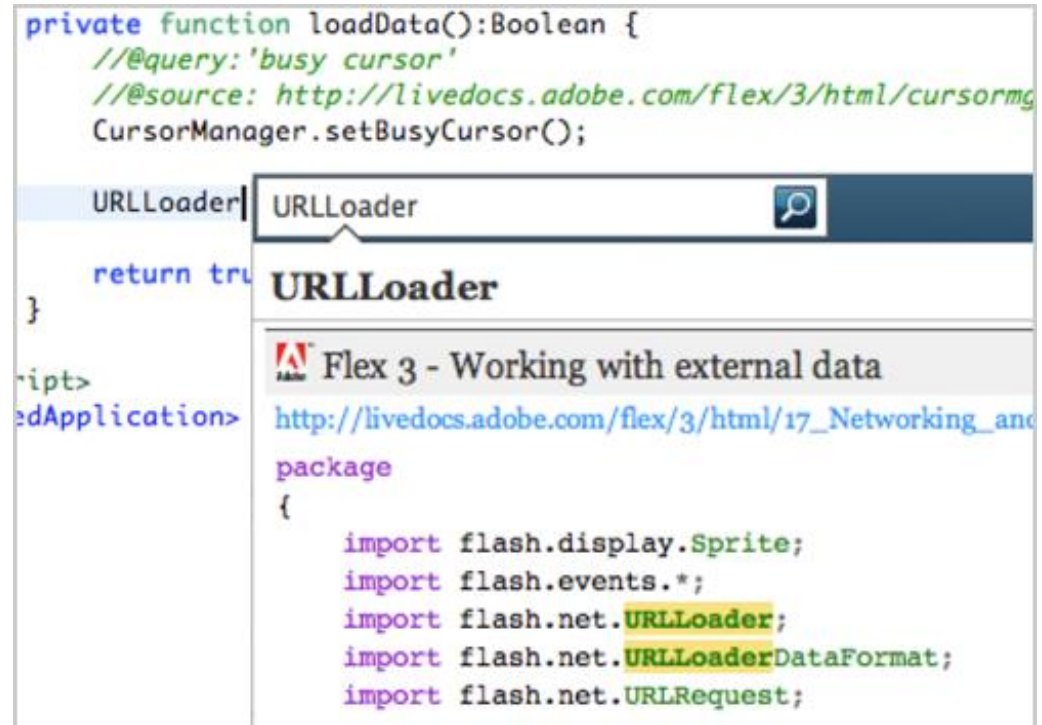 private function loadData():Boolean {
//@query:'busy cursor'
//@source: http://livedocs.adobe.com/flex/3/html/cursormg
CursorManager.setBusyCursor();
URLLoader
URLLoader
return tru
}
ript>
edApplication>
URLLoader
Adobe
Flex 3 - Working with external data
http://livedocs.adobe.com/flex/3/html/17_Networking_and
package
{
import flash.display.Sprite;
import flash.events.*;
import flash.net.URLLoader;
import flash.net.URLLoaderDataFormat;
import flash.net.URLRequest;